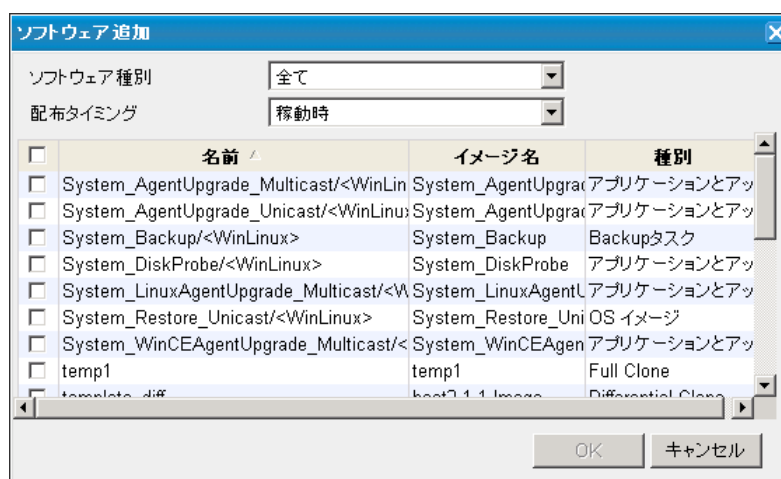 ソフトウェア追加
ソフトウェア種別 全て
配布タイミング 稼動時
名前 イメージ名 種別
System_AgentUpgrade_Multicast/<WinLin System_AgentUpgra アプリケーションとアッ
System_AgentUpgrade_Unicast/<WinLinu System_AgentUpgra アプリケーションとアッ
System_Backup/<WinLinux> System_Backup Backupタスク
System_DiskProbe/<WinLinux> System_DiskProbe アプリケーションとアッ
System_LinuxAgentUpgrade_Multicast/<W System_LinuxAgentU アプリケーションとアッ
System_Restore_Unicast/<WinLinux> System_Restore_Uni OS イメージ
System_WinCEAgentUpgrade_Multicast/< System_WinCEAgen アプリケーションとアッ
temp1 temp1 Full Clone
template_diff Differential Clone
OK キャンセル